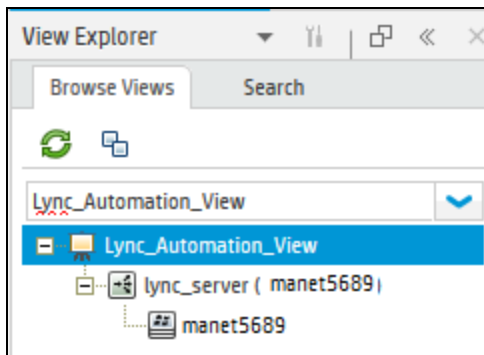 View Explorer
Browse Views
Search
Lync_Automation_View
Lync_Automation_View
lync_server ( manet5689)
manet5689